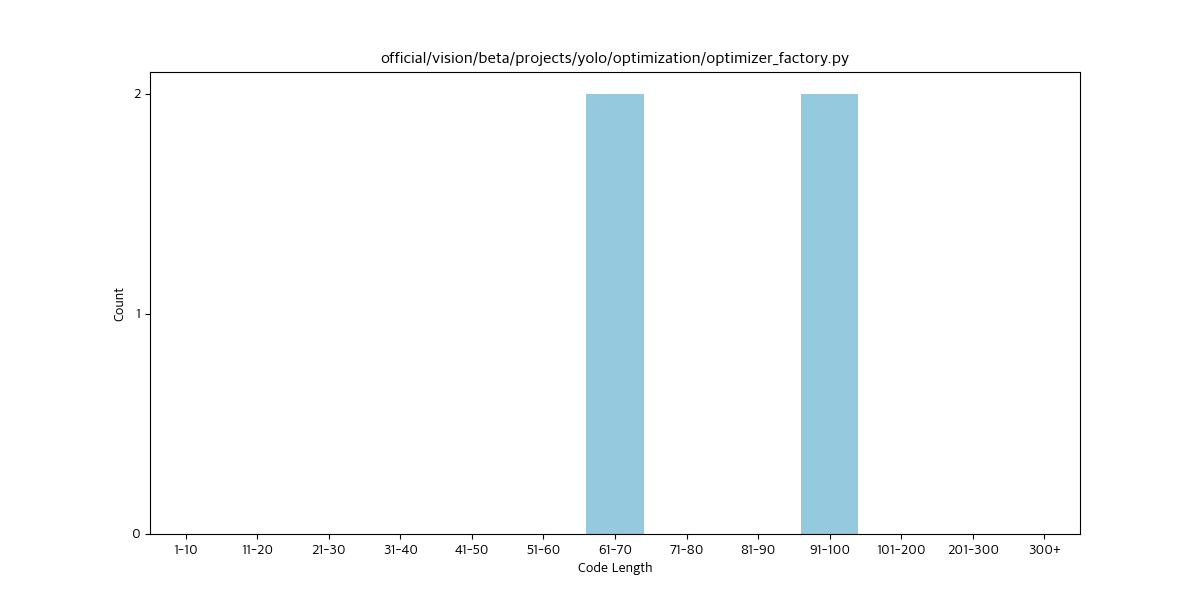 official/vision/beta/projects/yolo/optimization/optimizer_factory.py
2
1
0
Count
1-10 11-20 21-30 31-40 41-50 51-60 61-70 71-80 81-90 91-100 101-200 201-300 300+
Code Length